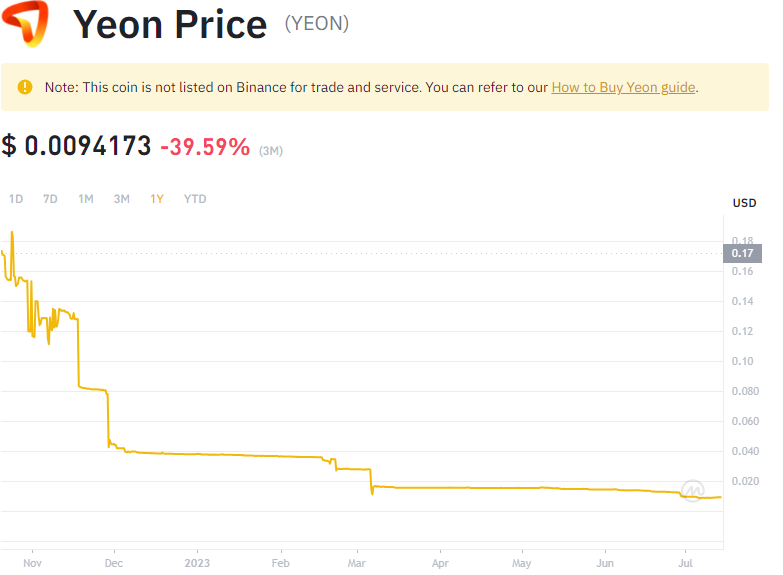 Yeon Price (YEON)
Note: This coin is not listed on Binance for trade and service. You can refer to our How to Buy Yeon guide.
$ 0.0094173 -39.59% (3M)
1D 7D 1M 3M 1Y YTD
USD
0.18
0.17
0.16
0.14
0.12
0.10
0.080
0.060
0.040
0.020
Nov Dec 2023 Feb Mar Apr May Jun Jul